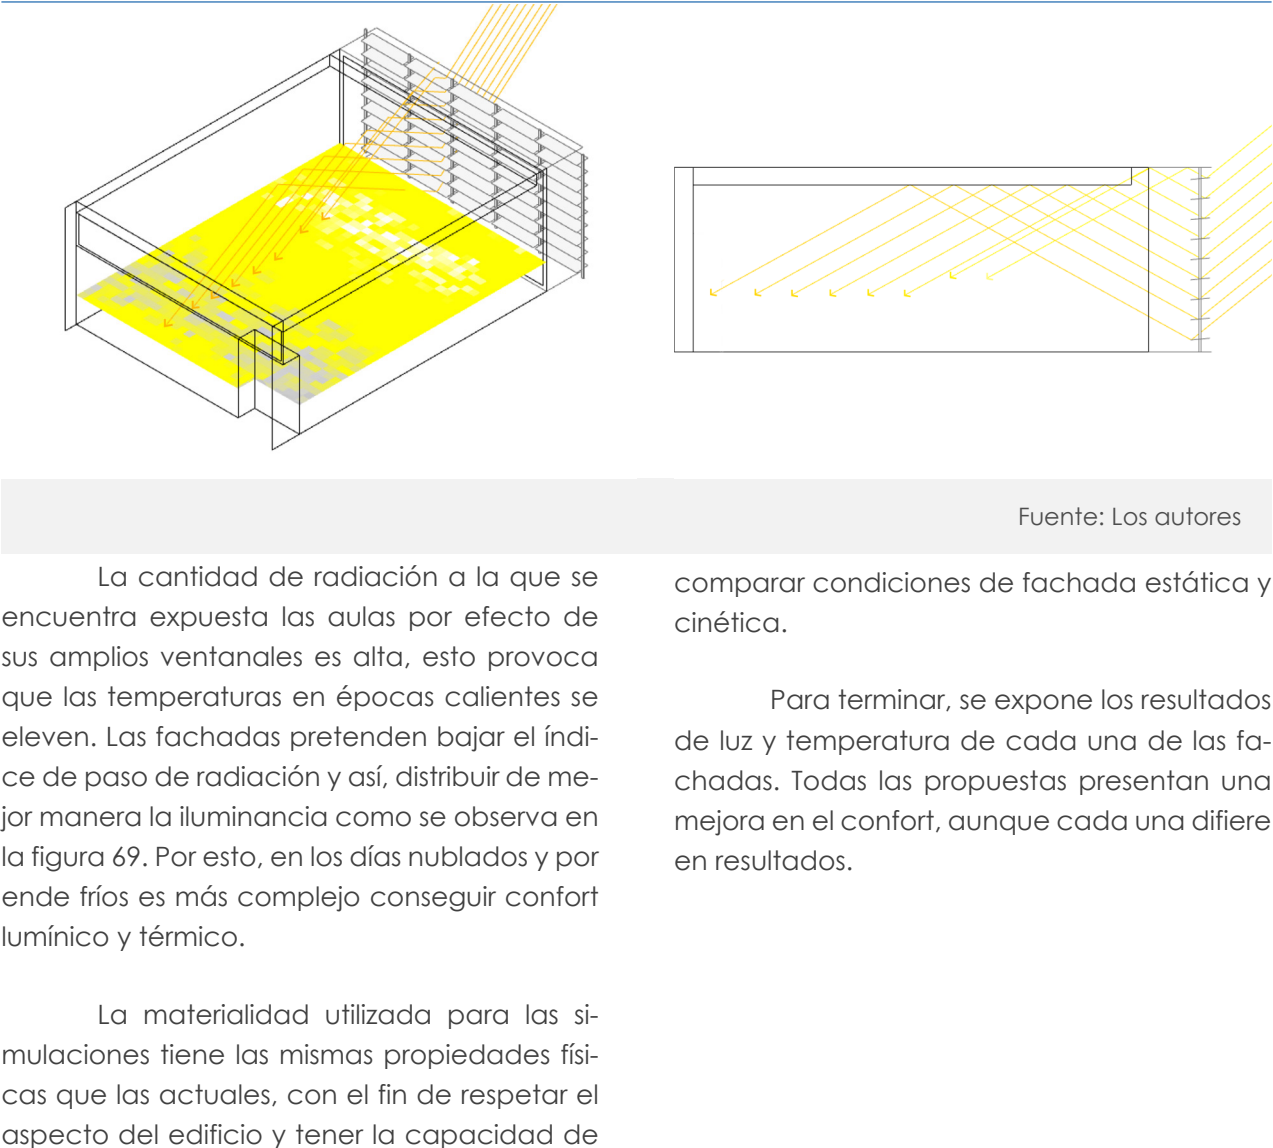 Fuente: Los autores
La cantidad de radiación a la que se
encuentra expuesta las aulas por efecto de
sus amplios ventanales es alta, esto provoca
que las temperaturas en épocas calientes se
eleven. Las fachadas pretenden bajar el índi-
ce de paso de radiación y así, distribuir de me-
jor manera la iluminancia como se observa en
la figura 69. Por esto, en los días nublados y por
ende fríos es más complejo conseguir confort
lumínico y térmico.
La materialidad utilizada para las si-
mulaciones tiene las mismas propiedades físi-
cas que las actuales, con el fin de respetar el
aspecto del edificio y tener la capacidad de
comparar condiciones de fachada estática y
cinética.
Para terminar, se expone los resultados
de luz y temperatura de cada una de las fa-
chadas. Todas las propuestas presentan una
mejora en el confort, aunque cada una difiere
en resultados.